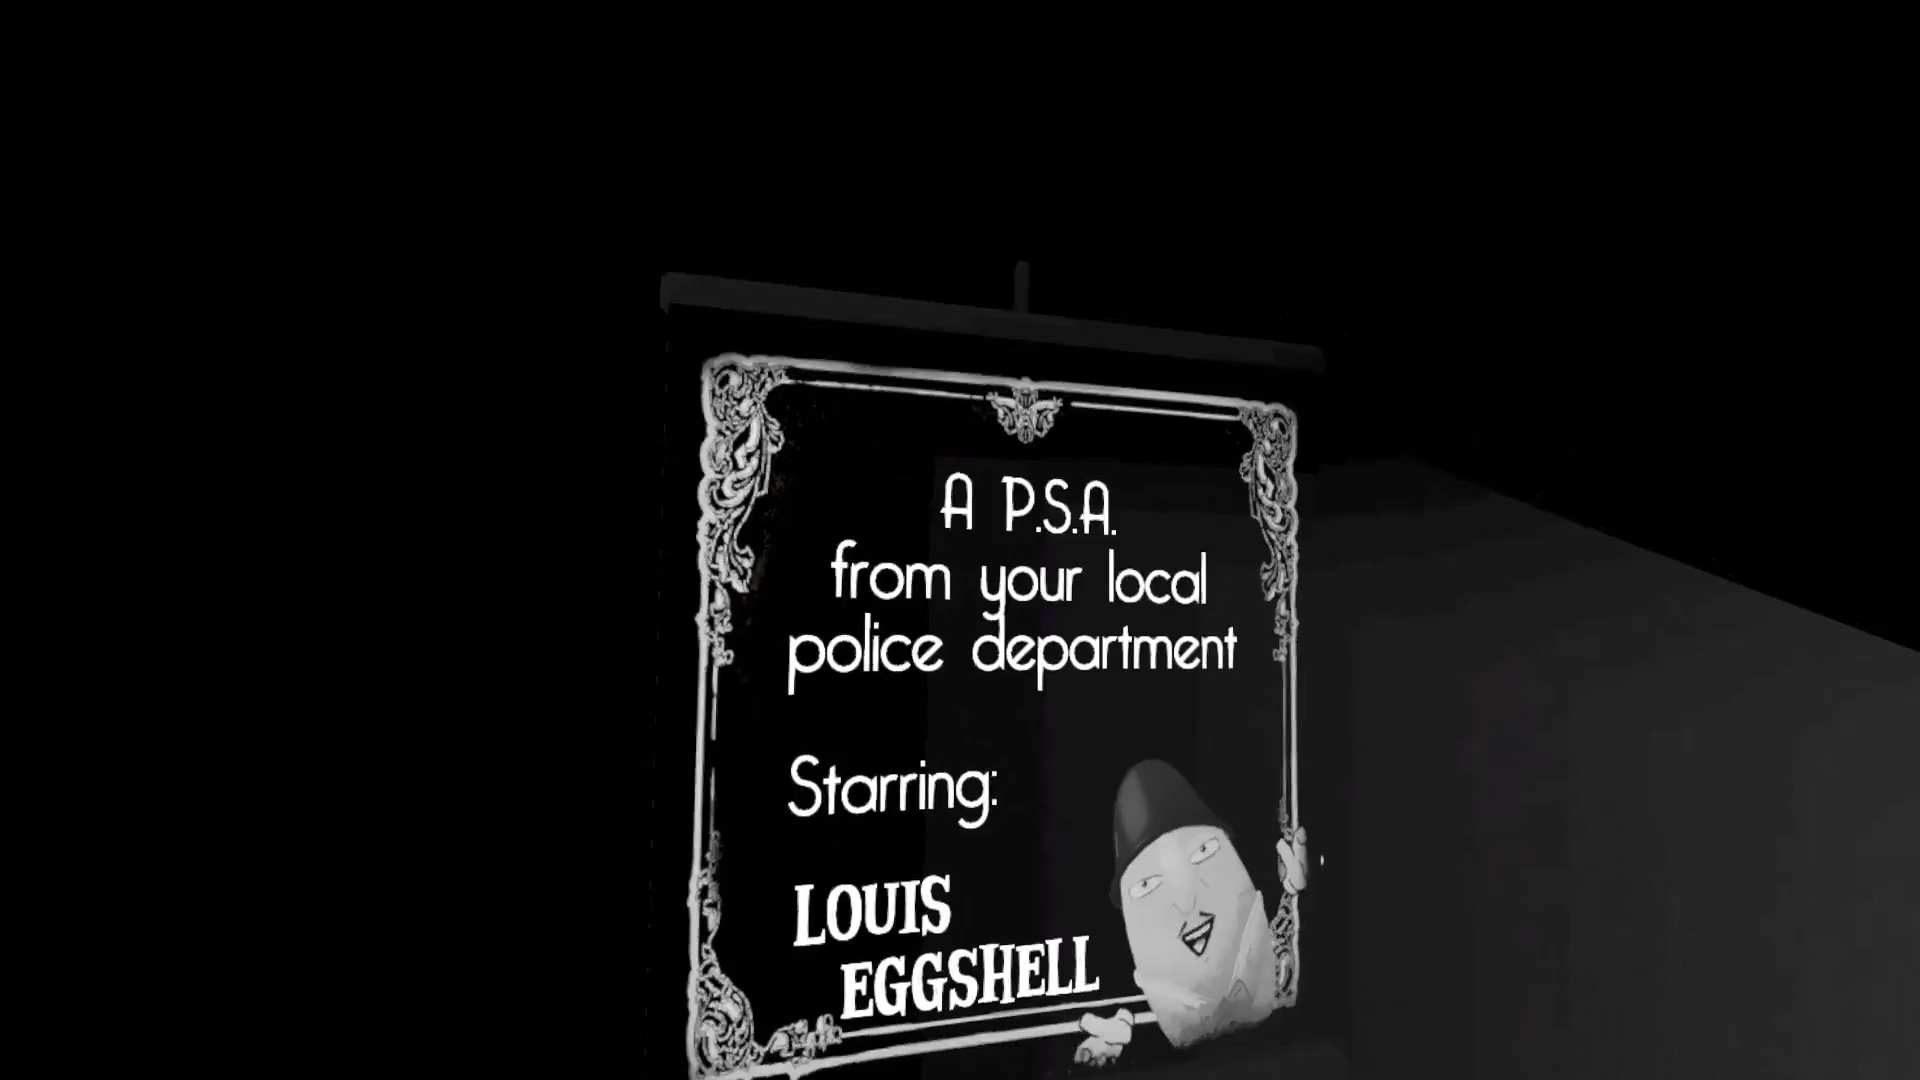 A P.S.A.
from your local
police department
Starring:
LOUIS
EGGSHELL